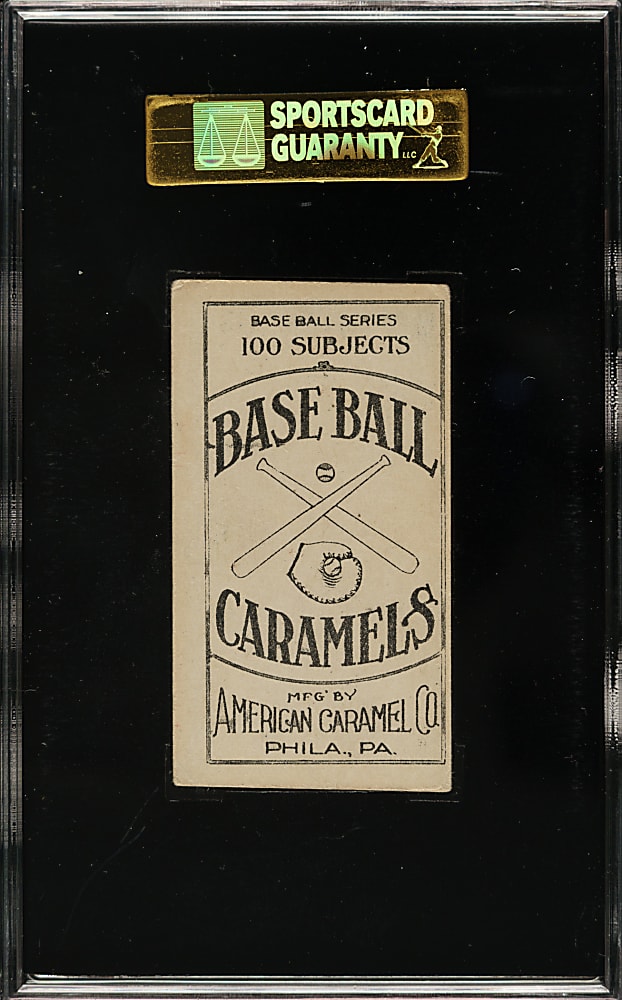 SPORTSCARD
GUARANTY LLC
BASE BALL SERIES
100 SUBJECTS
BASE BALL
CARAMELS
MFG' BY
AMERICAN CARAMEL CO.
PHILA., PA.